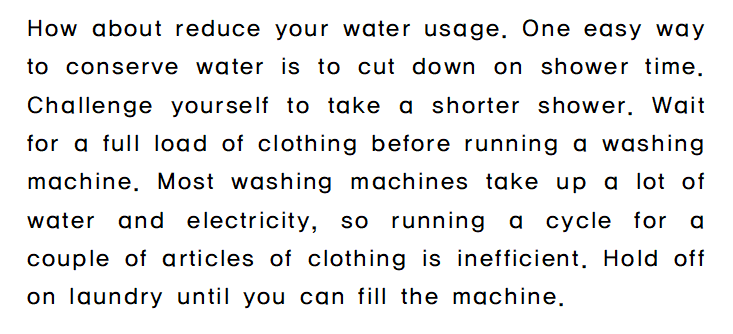 How about reduce your water usage. One easy way
to conserve water is to cut down on shower time.
Challenge yourself to take a shorter shower. Wait
for a full load of clothing before running a washing
machine. Most washing machines take up a lot of
water and electricity, so running a cycle for a
couple of articles of clothing is inefficient. Hold off
on laundry until you can fill the machine.